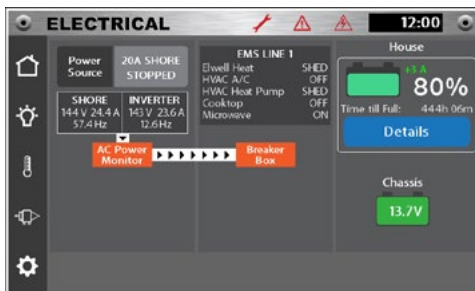 ELECTRICAL
12:00
Power
Source
20A SHORE
STOPPED
SHORE
144 V 24.4 A
57.4 Hz
INVERTER
143 V 23.6 A
12.6 Hz
AC Power
Monitor
Breaker
Box
EMS LINE 1
Elwell Heat SHED
HVAC A/C OFF
HVAC Heat Pump SHED
Cooktop OFF
Microwave ON
House
+3 A
80%
Time till Full: 444h 06m
Details
Chassis
13.7V